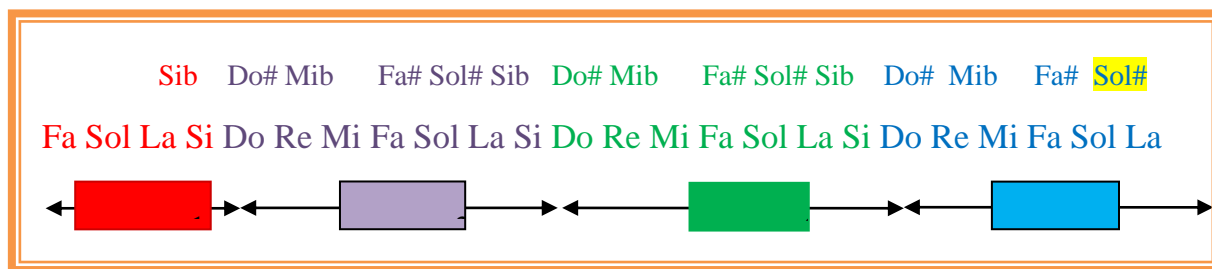 Sib Do# Mib Fa# Sol# Sib Do# Mib Fa# Sol# Sib Do# Mib Fa# Sol#
Fa Sol La Si Do Re Mi Fa Sol La Si Do Re Mi Fa Sol La Si Do Re Mi Fa Sol La